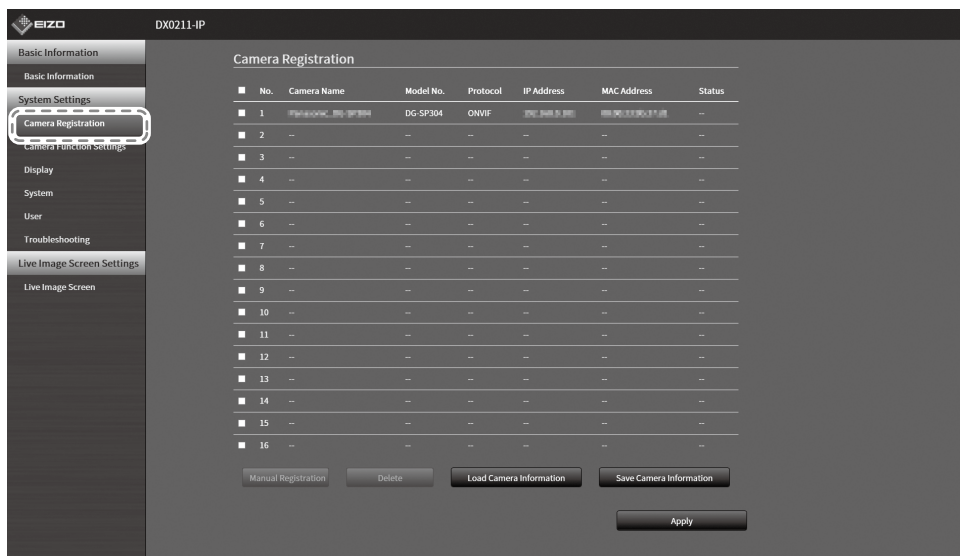 EIZO
DX0211-IP
Basic Information
Basic Information
System Settings
Camera Registration
Camera Function Settings
Display
System
User
Troubleshooting
Live Image Screen Settings
Live Image Screen
Camera Registration
No. Camera Name Model No. Protocol IP Address MAC Address Status
1 DG-SP304 ONVIF --
2 -- -- -- -- -- --
3 -- -- -- -- -- --
4 -- -- -- -- -- --
5 -- -- -- -- -- --
6 -- -- -- -- -- --
7 -- -- -- -- -- --
8 -- -- -- -- -- --
9 -- -- -- -- -- --
10 -- -- -- -- -- --
11 -- -- -- -- -- --
12 -- -- -- -- -- --
13 -- -- -- -- -- --
14 -- -- -- -- -- --
15 -- -- -- -- -- --
16 -- -- -- -- -- --
Manual Registration Delete Load Camera Information Save Camera Information
Apply